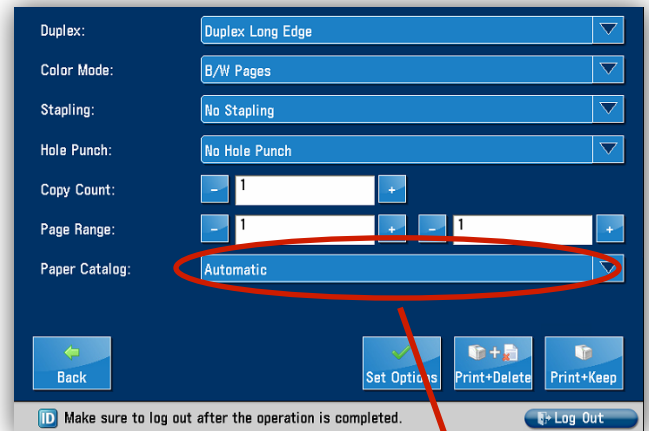 Duplex: Duplex Long Edge
Color Mode: B/W Pages
Stapling: No Stapling
Hole Punch: No Hole Punch
Copy Count: - 1 +
Page Range: - 1 + - 1 +
Paper Catalog: Automatic
Back Set Options Print+Delete Print+Keep
ID Make sure to log out after the operation is completed. Log Out